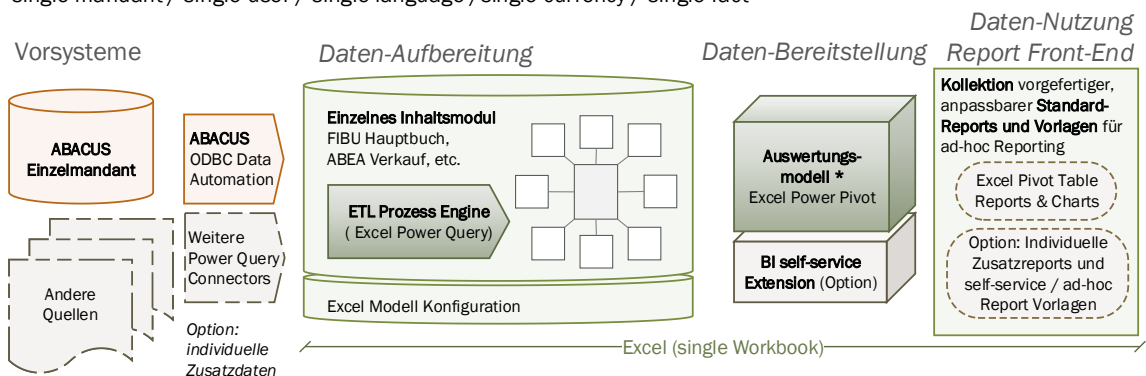 single mandant / single user / single language / single currency / single fact
Vorsysteme
Daten-Aufbereitung
Daten-Bereitstellung
Daten-Nutzung
Report Front-End
ABACUS
Einzelmandant
ABACUS
ODBC Data
Automation
Andere
Quellen
Weitere
Power Query
Connectors
Option:
individuelle
Zusatzdaten
Einzelnes Inhaltsmodul
FIBU Hauptbuch,
ABEA Verkauf, etc.
ETL Prozess Engine
( Excel Power Query)
Excel Modell Konfiguration
Auswertungs-
modell *
Excel Power Pivot
BI self-service
Extension (Option)
Kollektion vorgefertiger,
anpassbarer Standard-
Reports und Vorlagen für
ad-hoc Reporting
Excel Pivot Table
Reports & Charts
Option: Individuelle
Zusatzreports und
self-service / ad-hoc
Report Vorlagen
Excel (single Workbook)